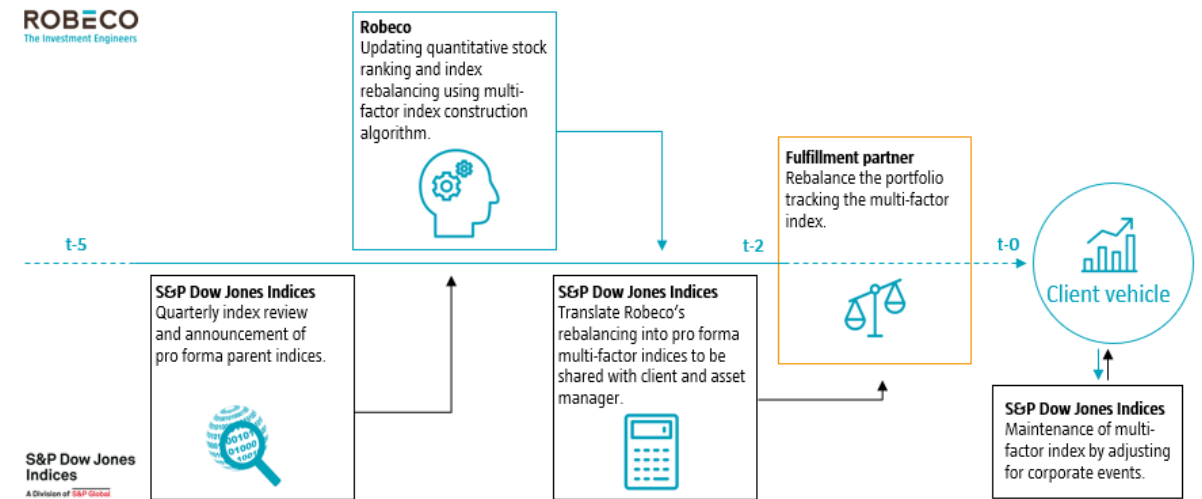 ROBECO
The Investment Engineers
Robeco
Updating quantitative stock
ranking and index
rebalancing using multi-
factor index construction
algorithm.
Fulfillment partner
Rebalance the portfolio
tracking the multi-factor
index.
t-5
t-2
t-0
Client vehicle
S&P Dow Jones Indices
Quarterly index review
and announcement of
pro forma parent indices.
00101
01000
1001
S&P Dow Jones Indices
Translate Robeco's
rebalancing into pro forma
multi-factor indices to be
shared with client and asset
manager.
S&P Dow Jones Indices
Maintenance of multi-
factor index by adjusting
for corporate events.
S&P Dow Jones
Indices
A Division of S&P Global